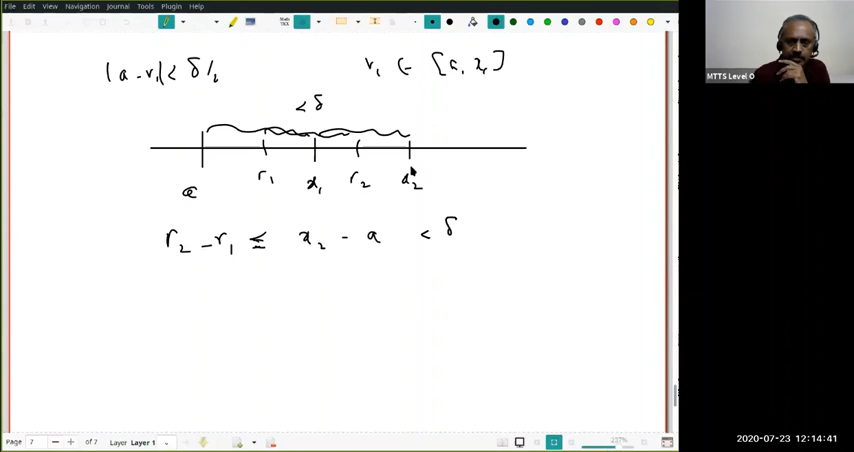 File Edit View Navigation Journal Tools Plugin Help
|a - r₁| < δ/₂ r₁ ∈ [a, x₁]
MTTS Level O
< δ
a r₁ x₁ r₂ x₂
r₂ - r₁ ≤ x₂ - a < δ
Page 7 of 7 Layer Layer 1
2020-07-23 12:14:41